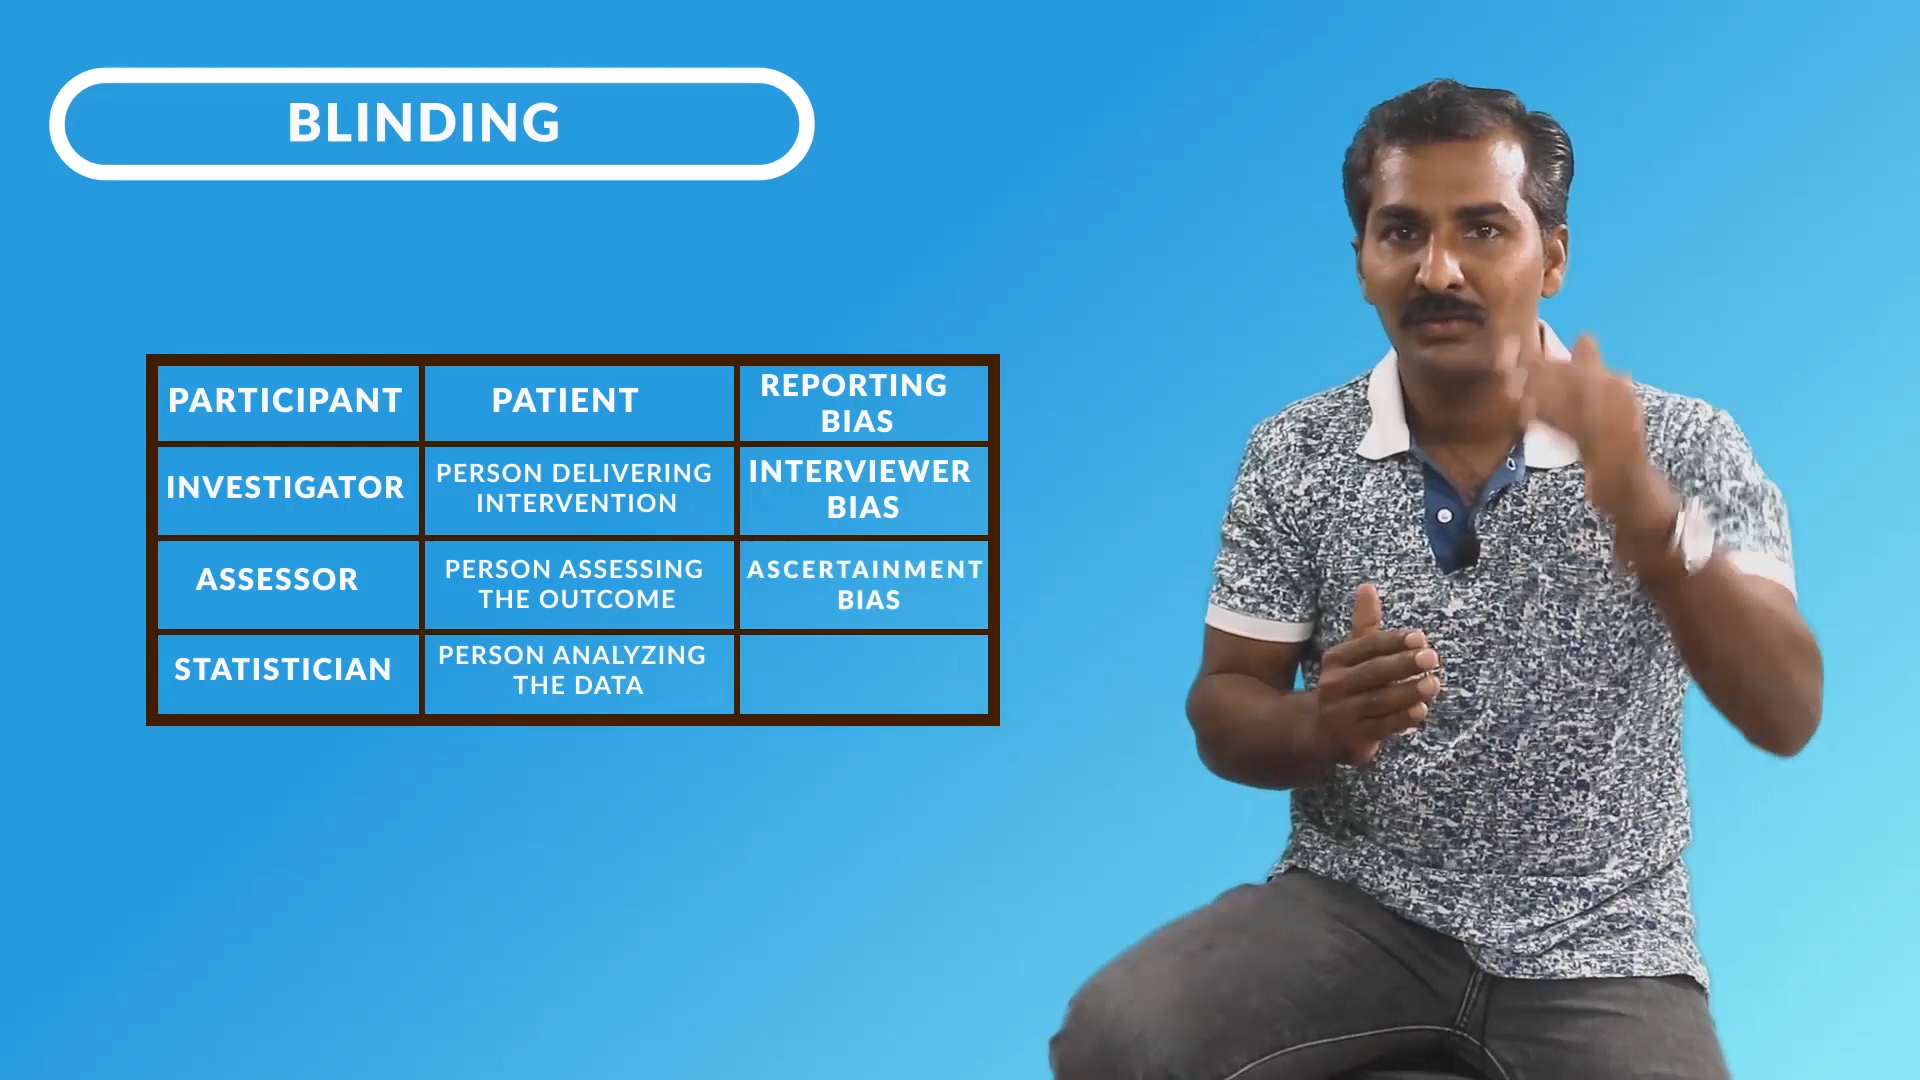 BLINDING
PARTICIPANT
PATIENT
REPORTING
BIAS
INVESTIGATOR
PERSON DELIVERING
INTERVENTION
INTERVIEWER
BIAS
ASSESSOR
PERSON ASSESSING
THE OUTCOME
ASCERTAINMENT
BIAS
STATISTICIAN
PERSON ANALYZING
THE DATA